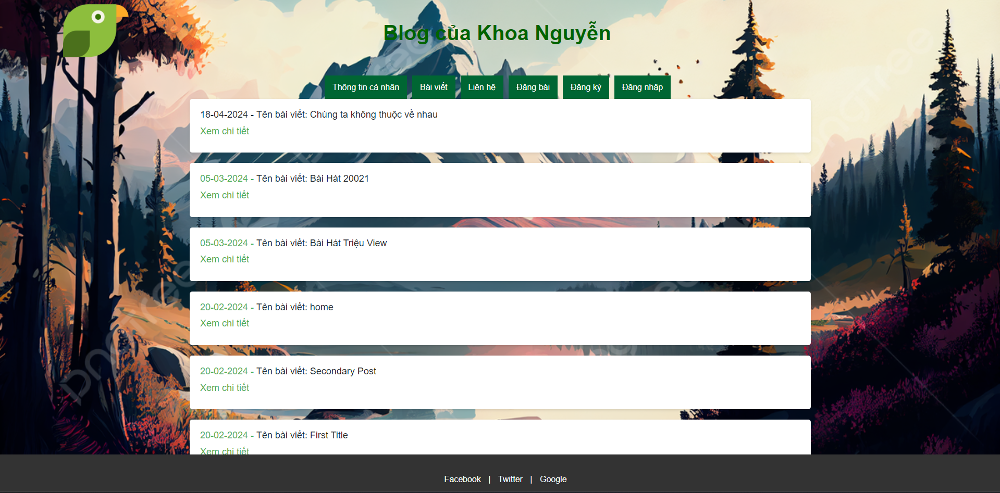 Blog của Khoa Nguyễn
Thông tin cá nhân Bài viết Liên hệ Đăng bài Đăng ký Đăng nhập
18-04-2024 - Tên bài viết: Chúng ta không thuộc về nhau
Xem chi tiết
05-03-2024 - Tên bài viết: Bài Hát 20021
Xem chi tiết
05-03-2024 - Tên bài viết: Bài Hát Triệu View
Xem chi tiết
20-02-2024 - Tên bài viết: home
Xem chi tiết
20-02-2024 - Tên bài viết: Secondary Post
Xem chi tiết
20-02-2024 - Tên bài viết: First Title
Xem chi tiết
Facebook | Twitter | Google
pngtree